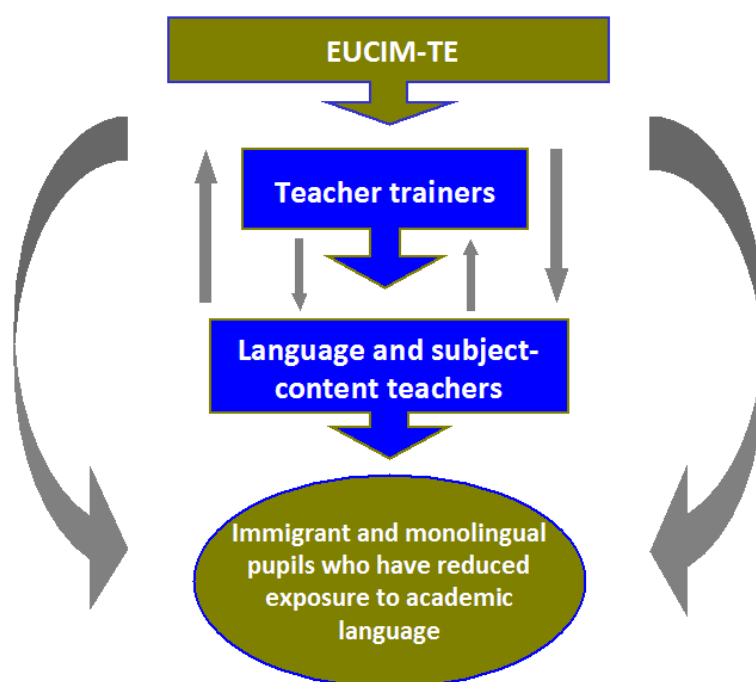 EUCIM-TE
Teacher trainers
Language and subject-
content teachers
Immigrant and monolingual
pupils who have reduced
exposure to academic
language